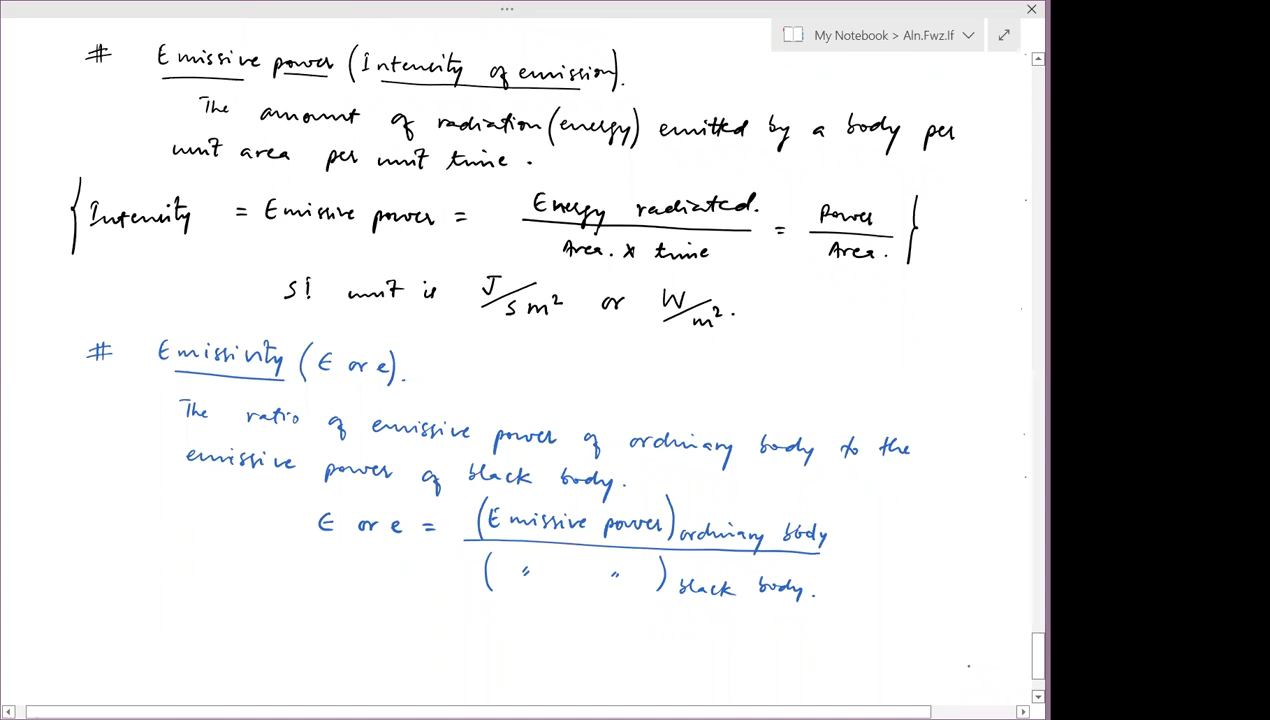 My Notebook > Aln.Fwz.If
# Emissive power (Intensity of emission).
The amount of radiation (energy) emitted by a body per
unit area per unit time.
{ Intensity = Emissive power = Energy radiated. / Area. x time = Power / Area. }
SI unit is J/s m² or W/m².
# Emissivity (ϵ or e).
The ratio of emissive power of ordinary body to the
emissive power of black body.
ϵ or e = (Emissive power) ordinary body / ( " " ) black body.